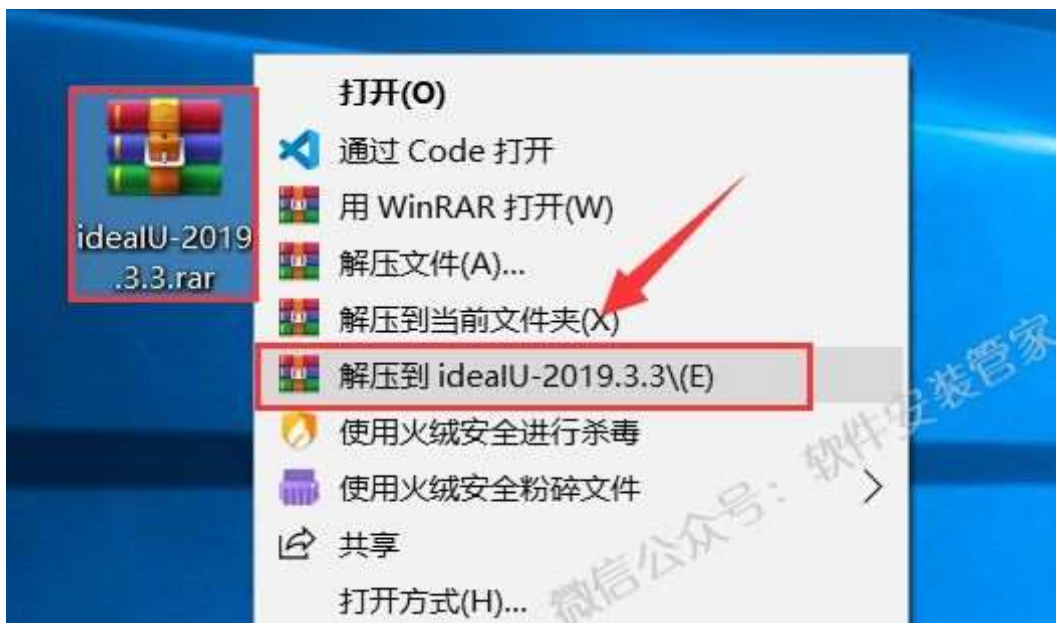 打开(O)
通过 Code 打开
用 WinRAR 打开(W)
解压文件(A)...
解压到当前文件夹(X)
idealU-2019
.3.3.rar
解压到 idealU-2019.3.3\(E)
使用火绒安全进行杀毒
使用火绒安全粉碎文件
共享
打开方式(H)...
微信公众号：软件安装管家